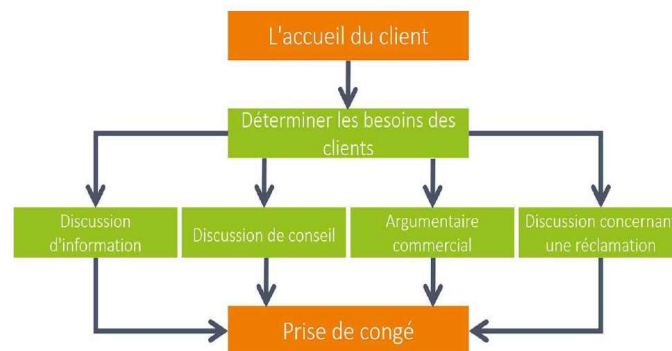 L'accueil du client
Déterminer les besoins des
clients
Discussion
d'information
Discussion de conseil
Argumentaire
commercial
Discussion concernant
une réclamation
Prise de congé